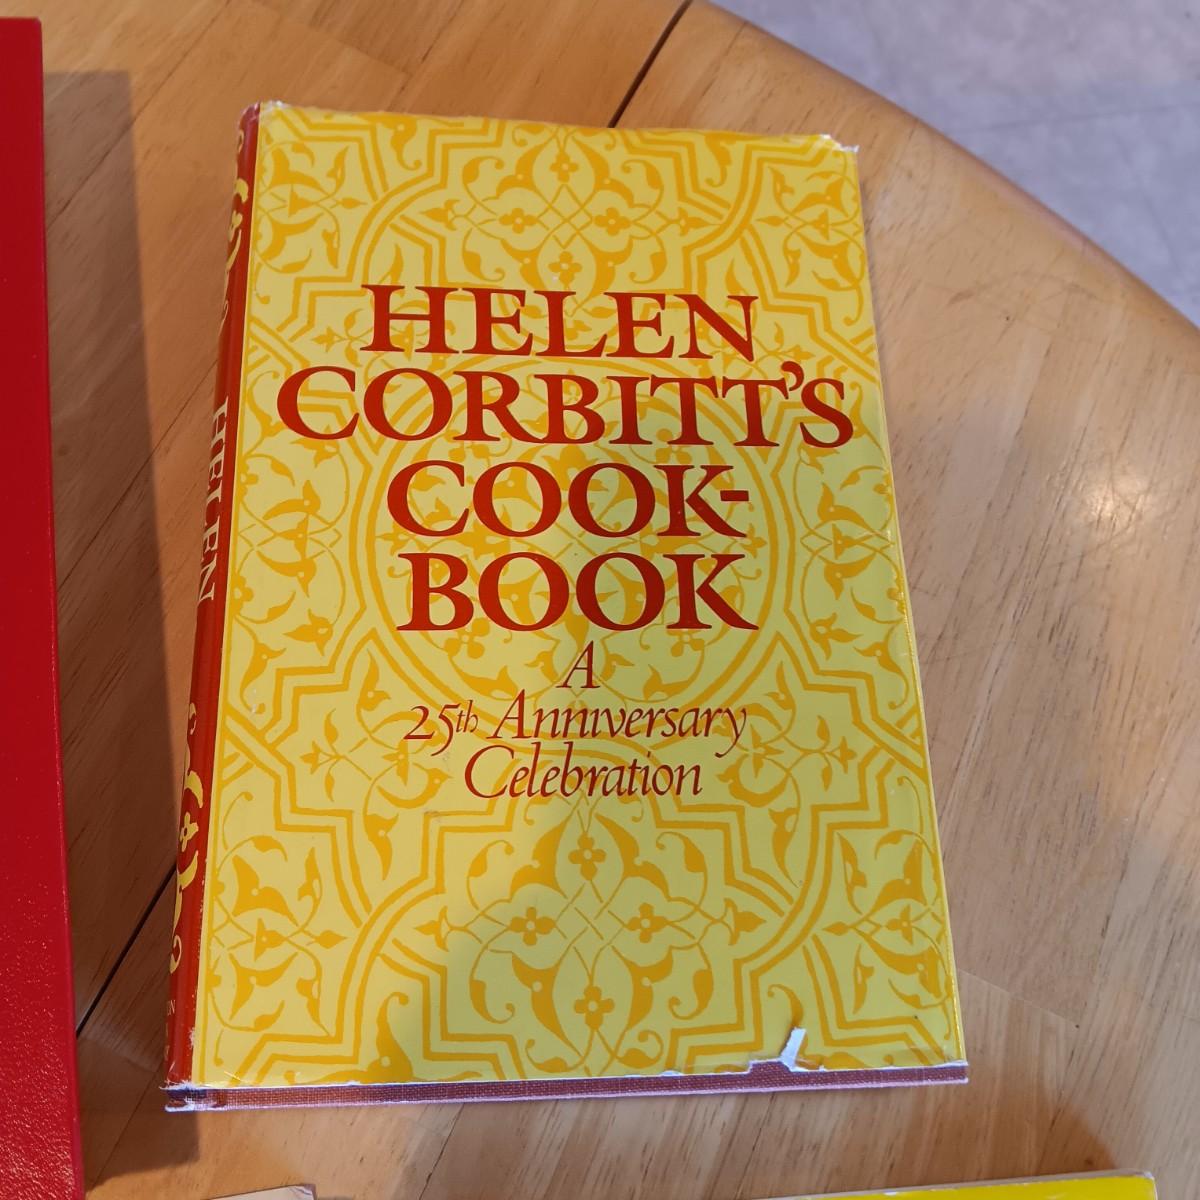 HELEN
CORBITT'S
COOK-
BOOK
A
25th Anniversary
Celebration
HELEN